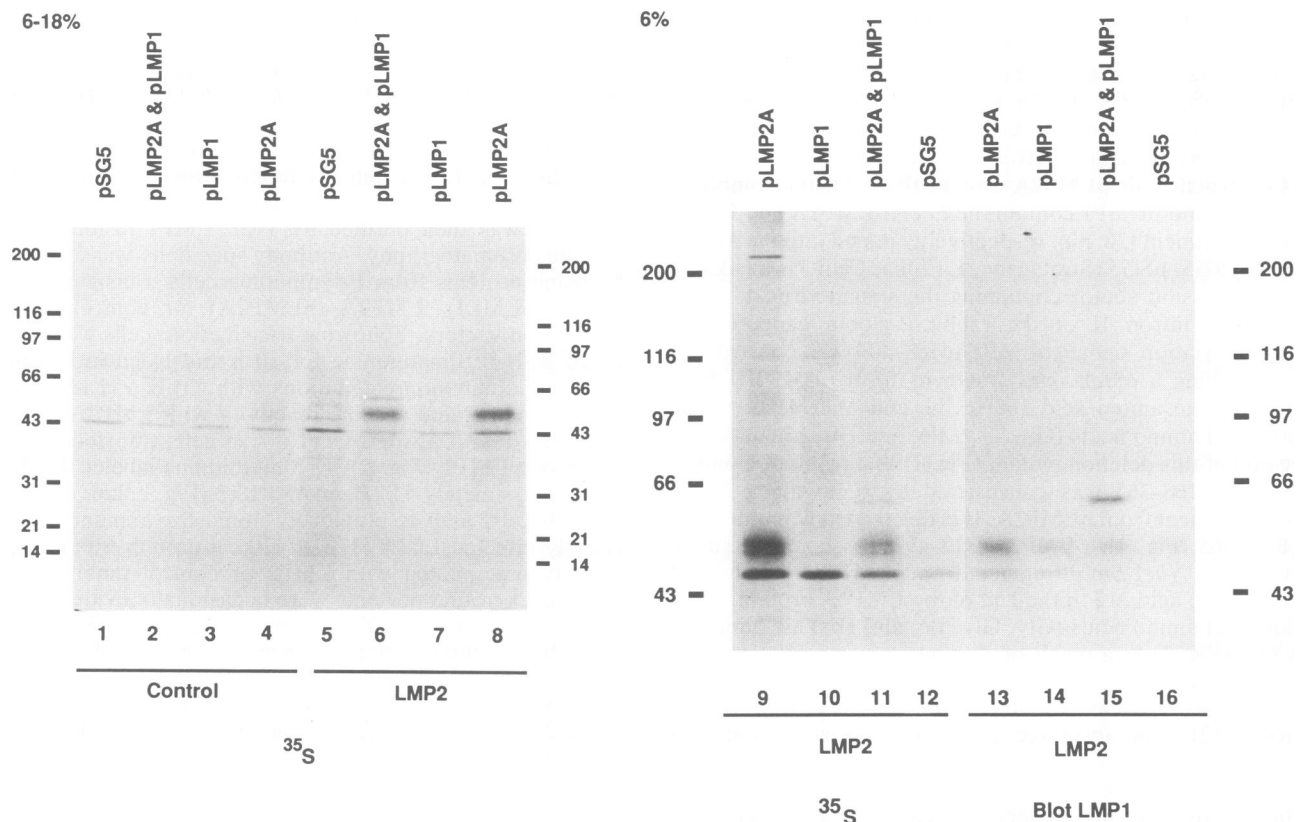 6-18%
pSG5
pLMP2A & pLMP1
pLMP1
pLMP2A
pSG5
pLMP2A & pLMP1
pLMP1
pLMP2A
200
116
97
66
43
31
21
14
200
116
97
66
43
31
21
14
1 2 3 4 5 6 7 8
Control LMP2
35S
6%
pLMP2A
pLMP1
pLMP2A & pLMP1
pSG5
pLMP2A
pLMP1
pLMP2A & pLMP1
pSG5
200
116
97
66
43
200
116
97
66
43
9 10 11 12 13 14 15 16
LMP2 LMP2
35S Blot LMP1